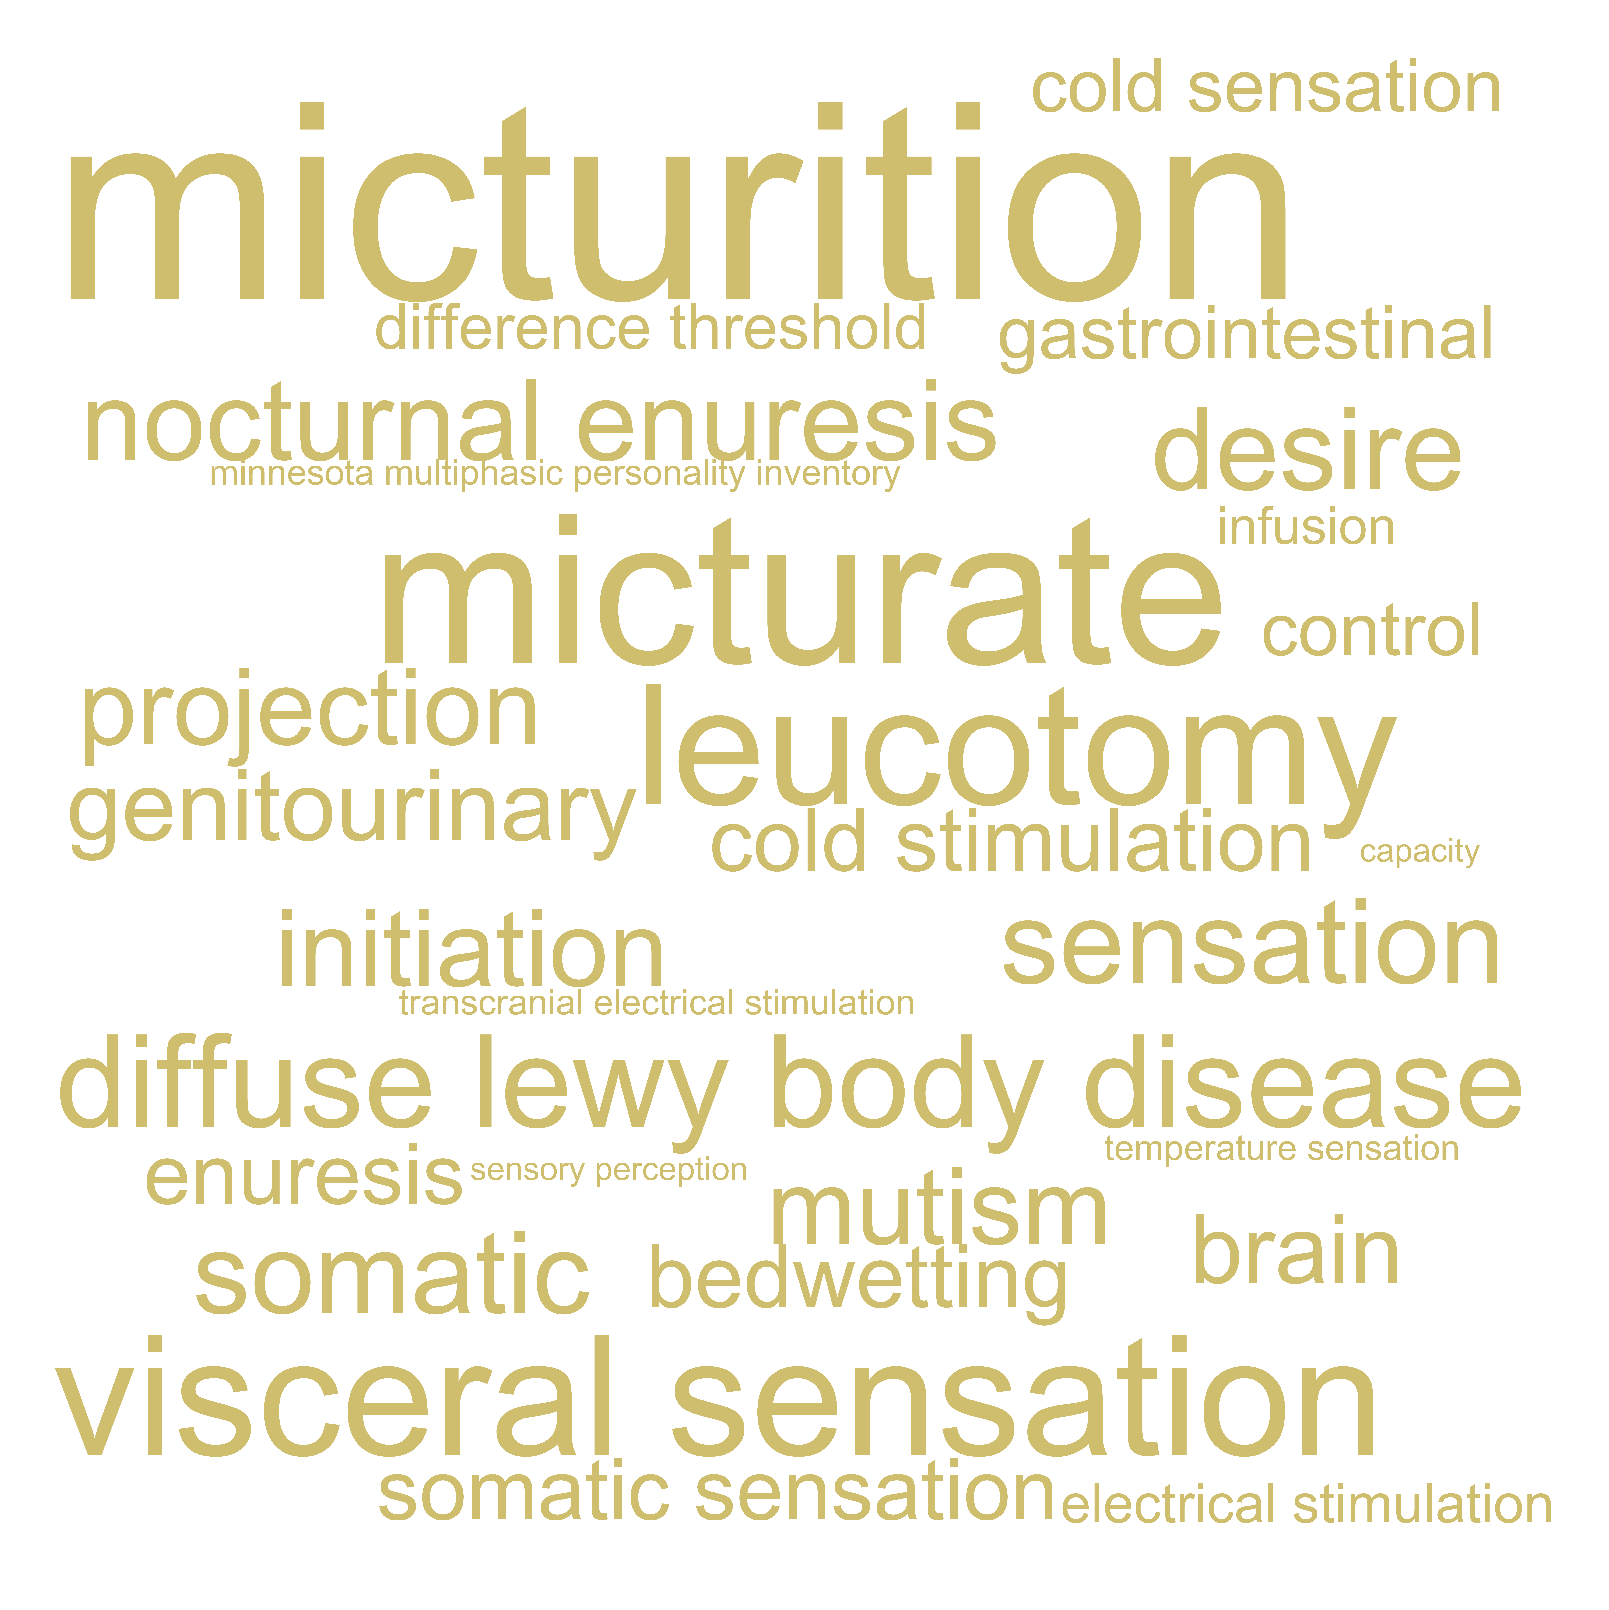 cold sensation
micturition
difference threshold
gastrointestinal
nocturnal enuresis
desire
minnesota multiphasic personality inventory
infusion
micturate
control
projection
leucotomy
genitourinary
cold stimulation
capacity
initiation
sensation
transcranial electrical stimulation
diffuse lewy body disease
temperature sensation
enuresis
sensory perception
mutism
brain
somatic
bedwetting
visceral sensation
somatic sensation
electrical stimulation